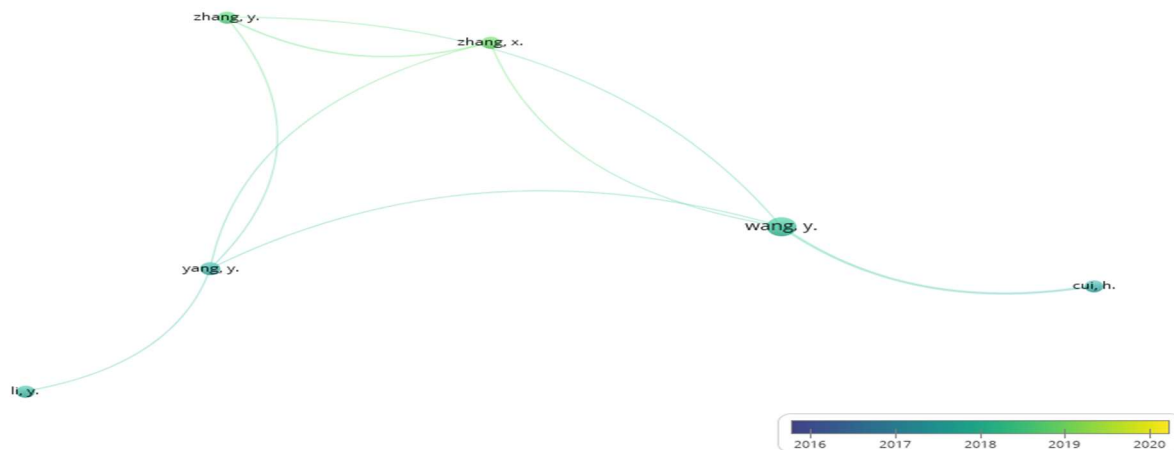 zhang, y.
zhang, x.
wang, y.
yang, y.
cui, h.
li, y.
2016 2017 2018 2019 2020